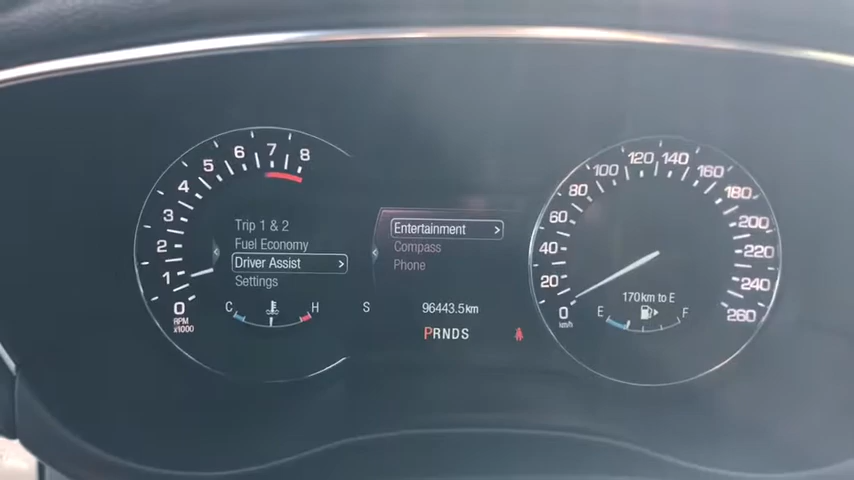 0
1
2
3
4
5
6
7
8
RPM
x1000
Trip 1 & 2
Fuel Economy
Driver Assist >
Settings
C H
S
Entertainment >
Compass
Phone
96443.5km
PRNDS
0
20
40
60
80
100
120
140
160
180
200
220
240
260
km/h
170km to E
E F